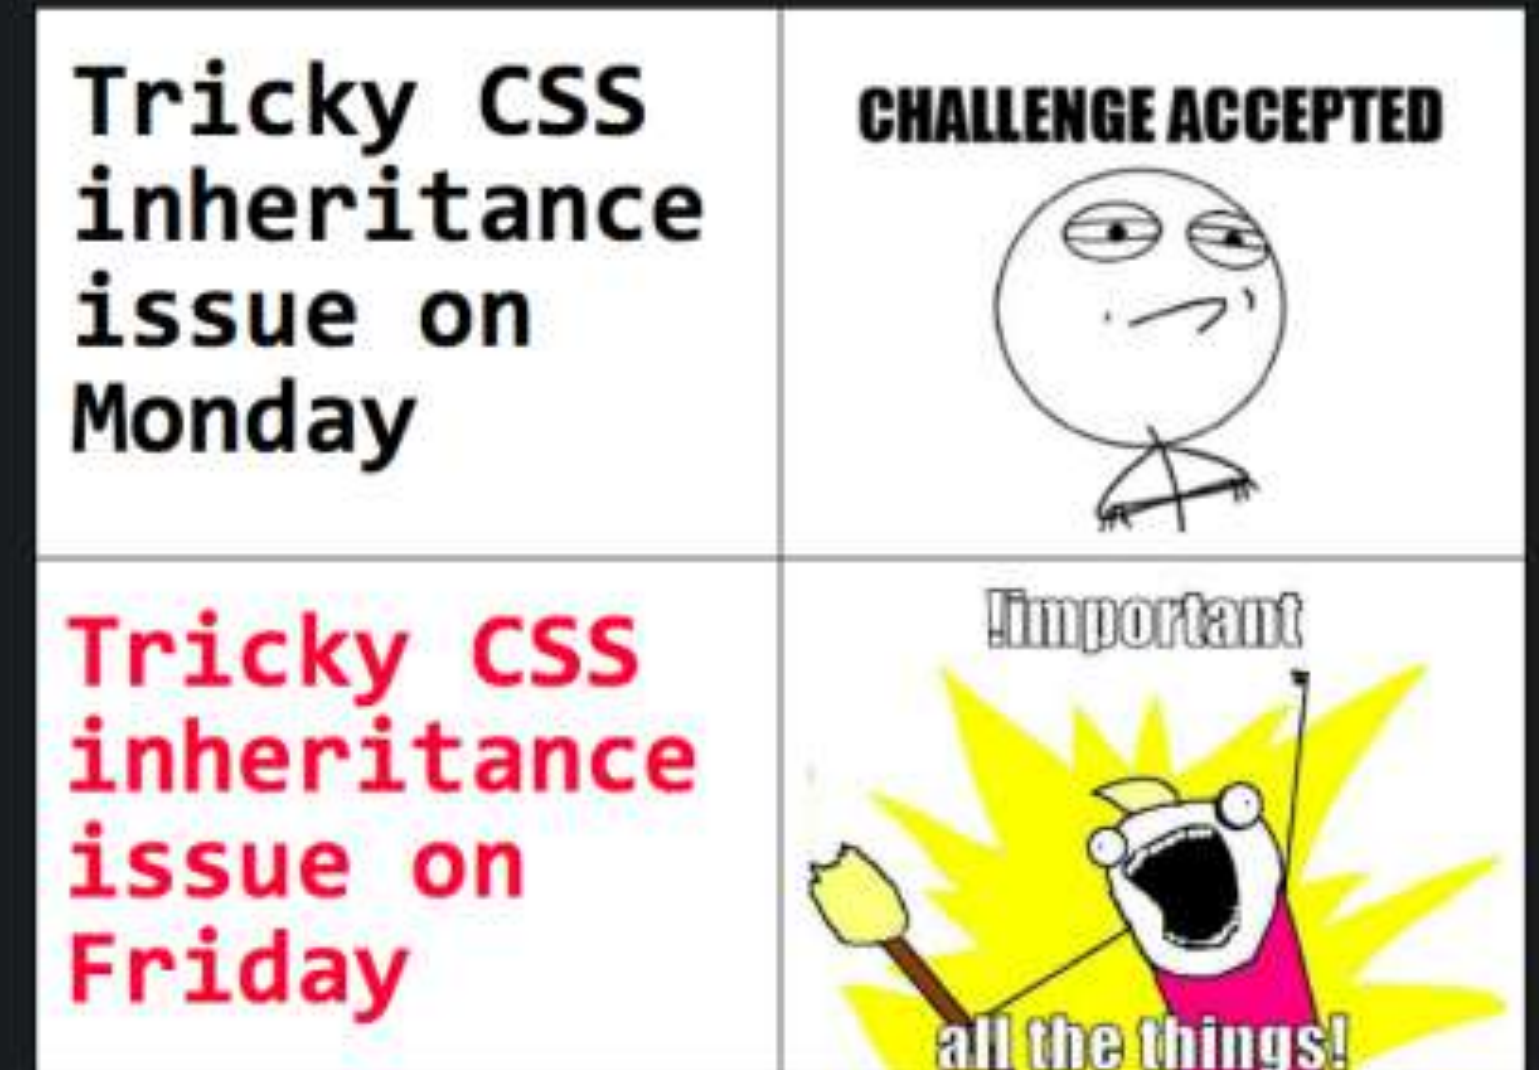 Tricky CSS
inheritance
issue on
Monday
CHALLENGE ACCEPTED
Tricky CSS
inheritance
issue on
Friday
!important
all the things!